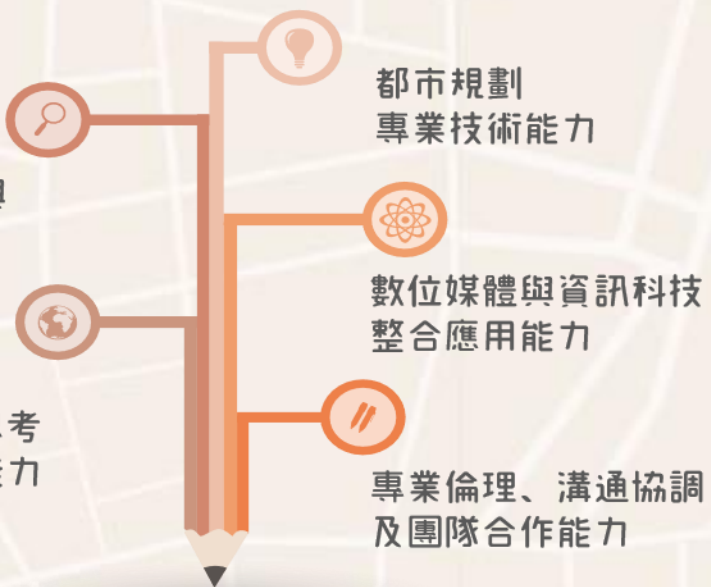 都市規劃
專業技術能力
數位媒體與資訊科技
整合應用能力
考
力
專業倫理、溝通協調
及團隊合作能力